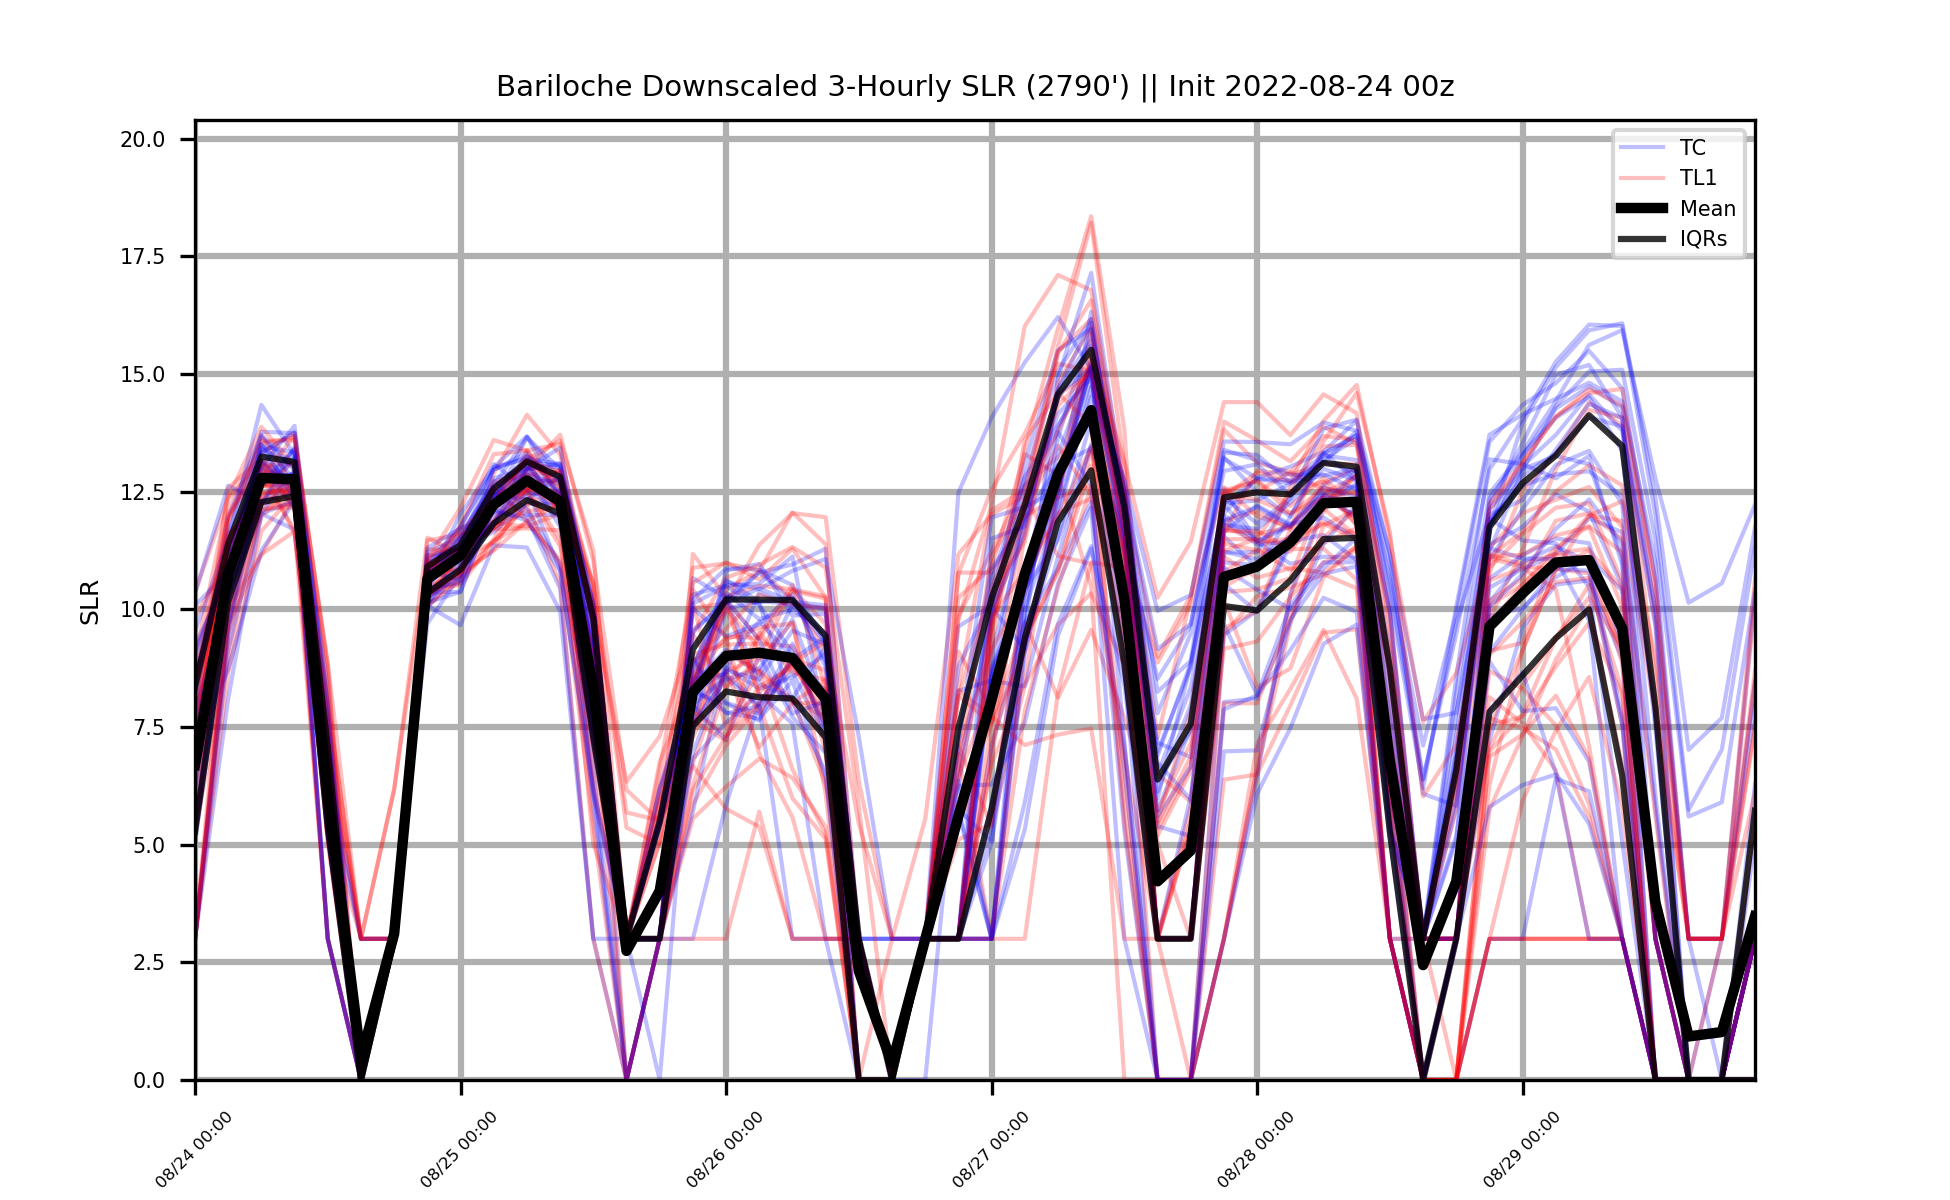 Bariloche Downscaled 3-Hourly SLR (2790') || Init 2022-08-24 00z
20.0
17.5
15.0
12.5
10.0
7.5
5.0
2.5
0.0
SLR
TC
TL1
Mean
IQRs
08/24 00:00
08/25 00:00
08/26 00:00
08/27 00:00
08/28 00:00
08/29 00:00